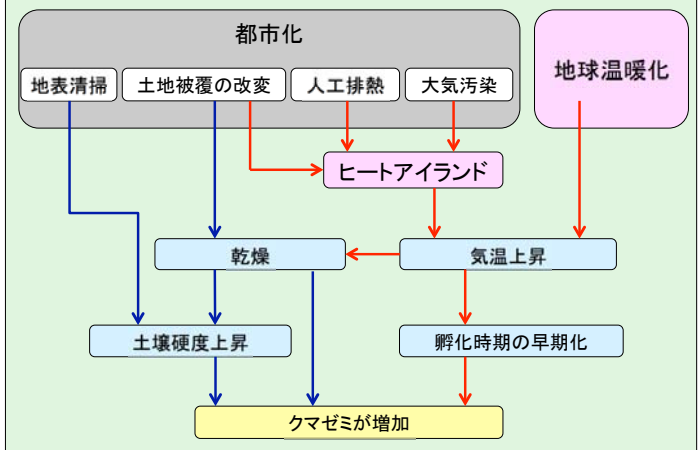 都市化
地球温暖化
地表清掃
土地被覆の改変
人工排熱
大気汚染
ヒートアイランド
乾燥
気温上昇
土壌硬度上昇
孵化時期の早期化
クマゼミが増加